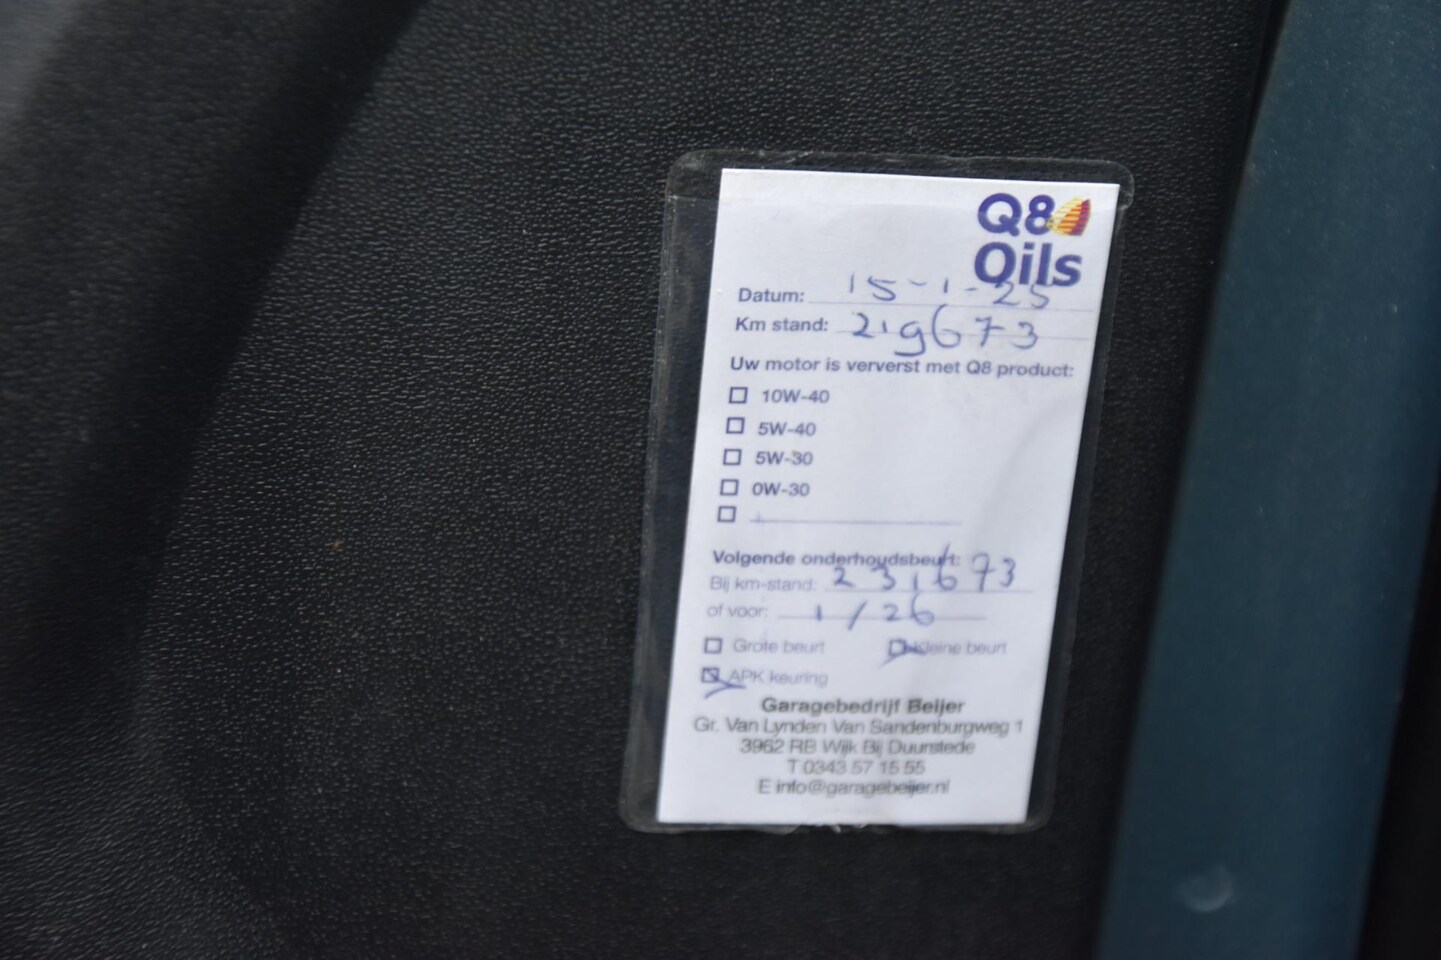 Q8
Oils
Datum: 15-1-25
Km stand: 219673
Uw motor is ververst met Q8 product:
10W-40
5W-40
5W-30
0W-30
Volgende onderhoudsbeurt:
Bij km-stand: 231673
of voor: 1/26
Grote beurt Kleine beurt
APK keuring
Garagebedrijf Beijer
Gr. Van Lynden Van Sandenburgweg 1
3962 RB Wijk Bij Duurstede
T 0343 57 15 55
E info@garagebeijer.nl